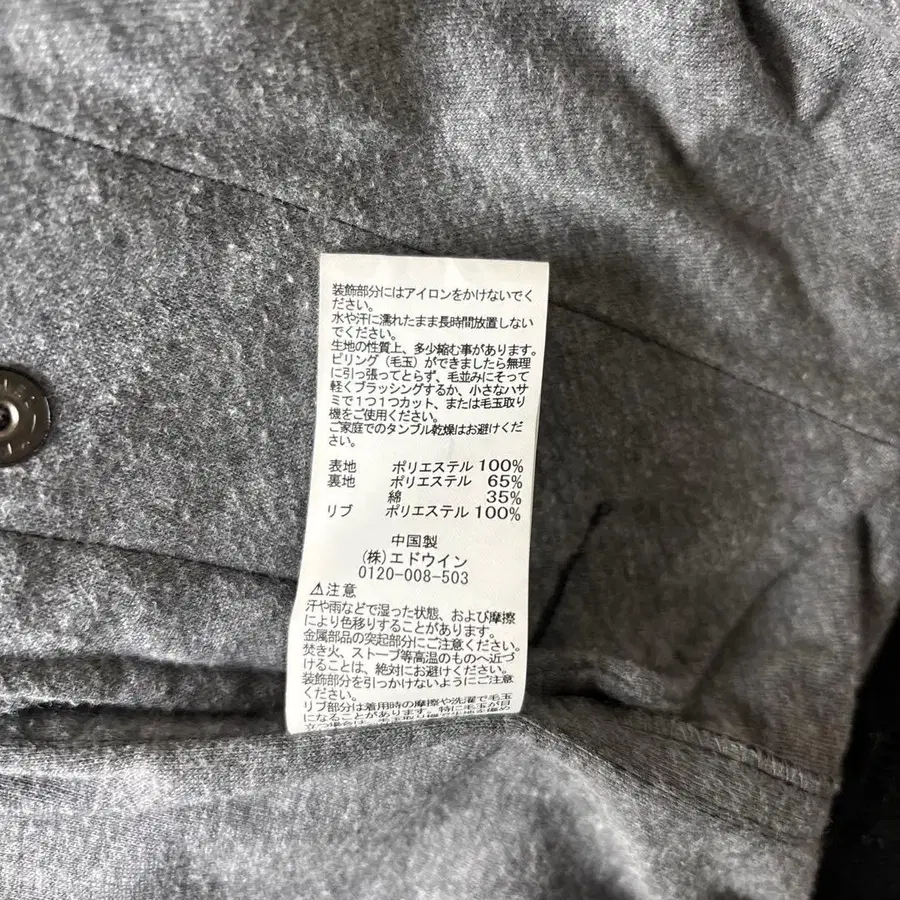 装飾部分にはアイロンをかけないでく
ださい。
水や汗に濡れたまま長時間放置しない
でください。
生地の性質上、多少縮む事があります。
ピリング（毛玉）ができましたら無理
に引っ張ってとらず、毛並みにそって
軽くブラッシングするか、小さなハサ
ミで１つ１つカット、または毛玉取り
機をご使用ください。
ご家庭でのタンブル乾燥はお避けくだ
さい。
表地 ポリエステル 100%
裏地 ポリエステル 65%
綿 35%
リブ ポリエステル 100%
中国製
(株)エドウイン
0120-008-503
⚠注意
汗や雨などで湿った状態、および摩擦
により色移りすることがあります。
金属部品の突起部分にご注意ください。
焚き火、ストーブ等高温のものへ近づ
けることは、絶対にお避けください。
装飾部分を引っかけないようにしてく
ださい。
リブ部分は着用時の摩擦や洗濯で毛玉
になることがあります。特に毛玉が目